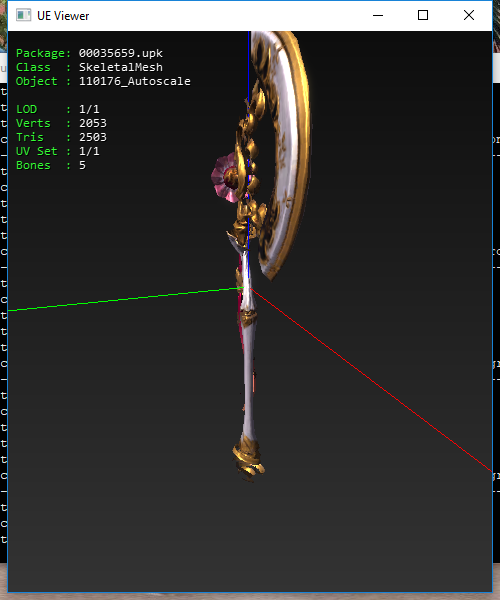 UE Viewer
Package: 00035659.upk
Class : SkeletalMesh
Object : 110176_Autoscale
LOD : 1/1
Verts : 2053
Tris : 2503
UV Set : 1/1
Bones : 5